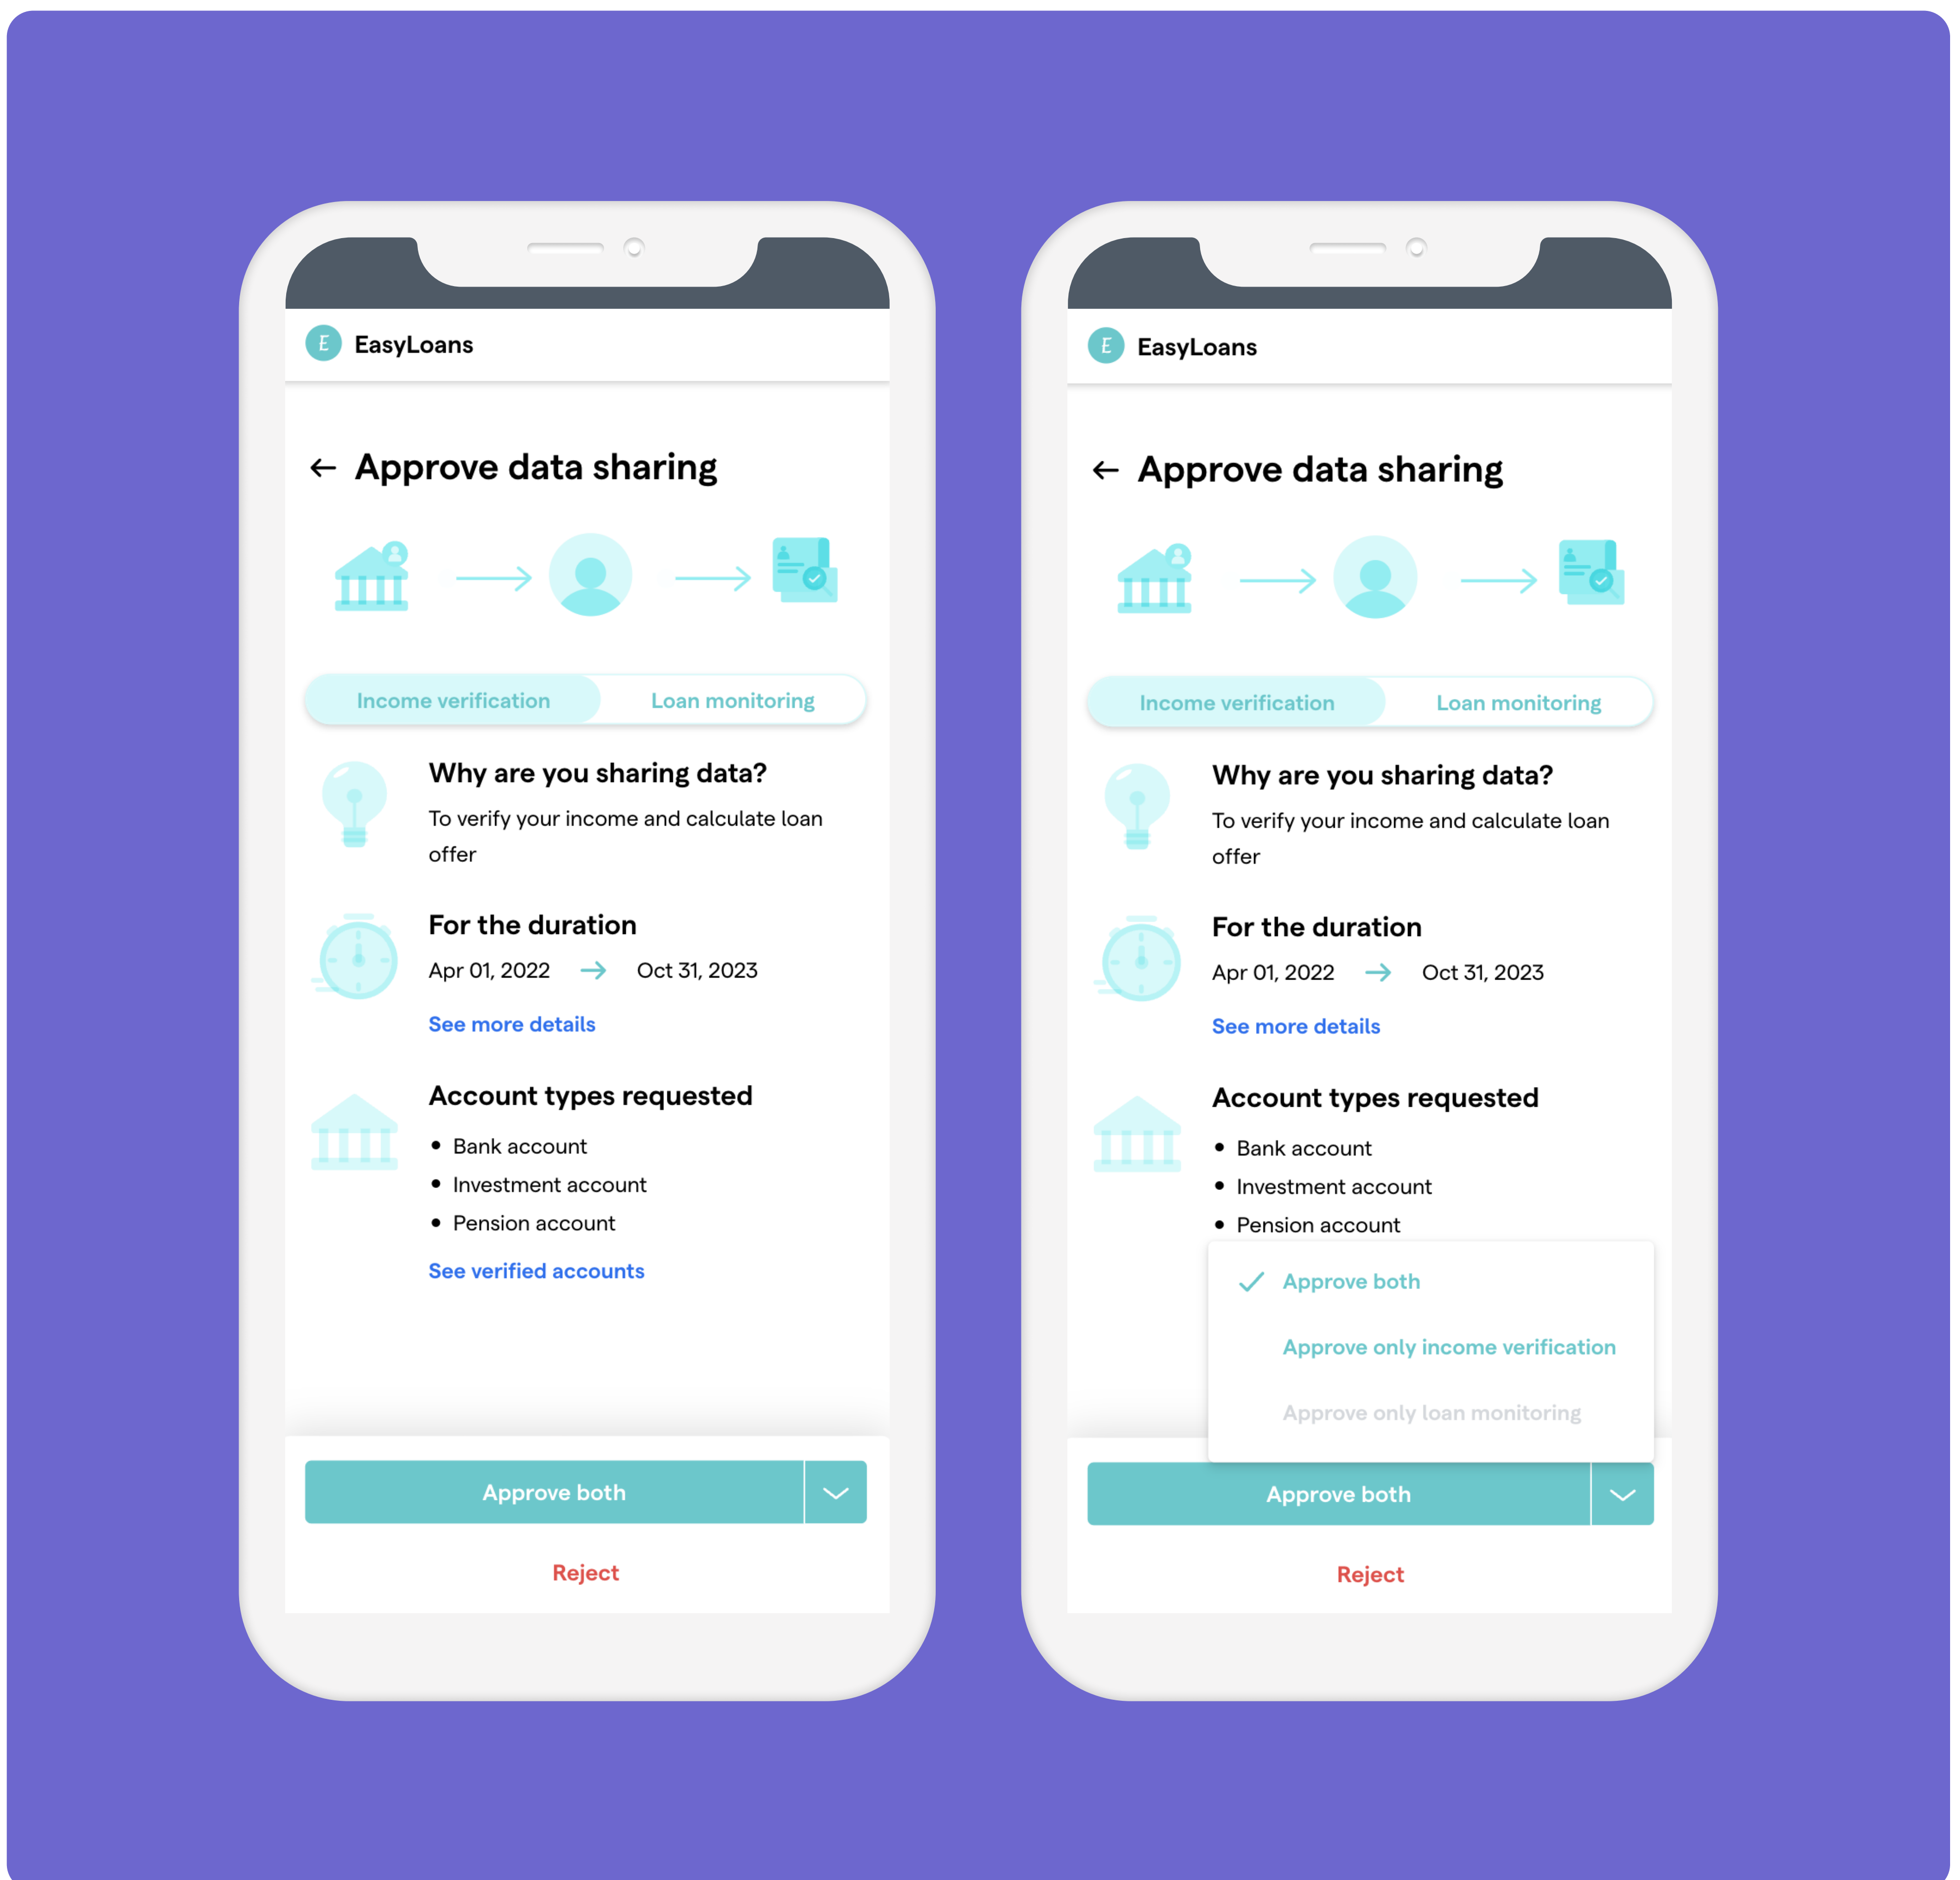 E EasyLoans
← Approve data sharing
Income verification
Loan monitoring
Why are you sharing data?
To verify your income and calculate loan
offer
For the duration
Apr 01, 2022 → Oct 31, 2023
See more details
Account types requested
• Bank account
• Investment account
• Pension account
See verified accounts
Approve both
Reject
E EasyLoans
← Approve data sharing
Income verification
Loan monitoring
Why are you sharing data?
To verify your income and calculate loan
offer
For the duration
Apr 01, 2022 → Oct 31, 2023
See more details
Account types requested
• Bank account
• Investment account
• Pension account
✓ Approve both
Approve only income verification
Approve only loan monitoring
Approve both
Reject